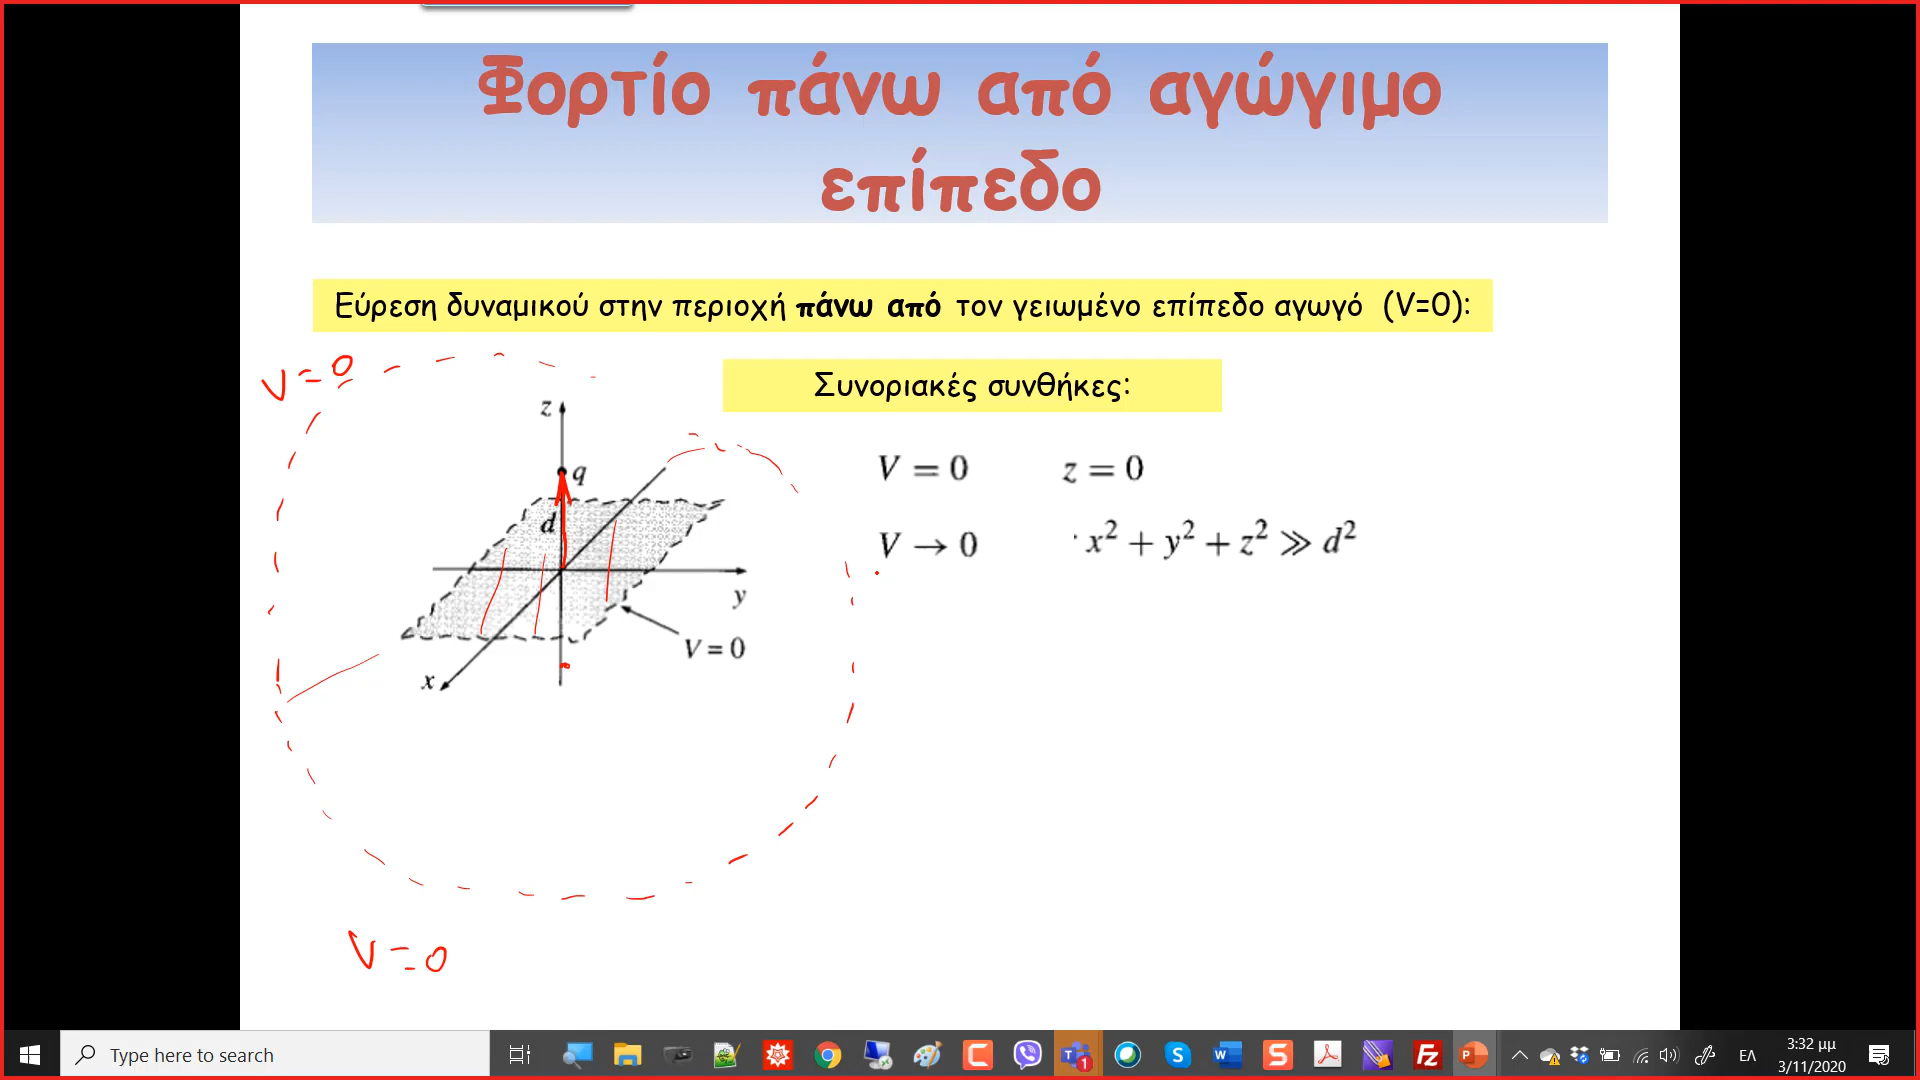 Φορτίο πάνω από αγώγιμο
επίπεδο
Εύρεση δυναμικού στην περιοχή πάνω από τον γειωμένο επίπεδο αγωγό (V=0):
V = 0
Συνοριακές συνθήκες:
z
q
d
y
x
V = 0
V = 0 z = 0
V → 0 x² + y² + z² ≫ d²
V = 0
Type here to search
1
ΕΛ
3:32 μμ
3/11/2020